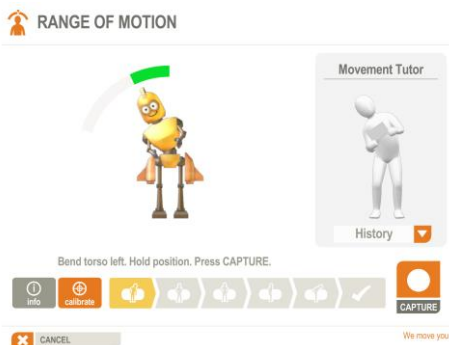 RANGE OF MOTION
Movement Tutor
History
Bend torso left. Hold position. Press CAPTURE.
info
calibrate
CAPTURE
CANCEL
We move you